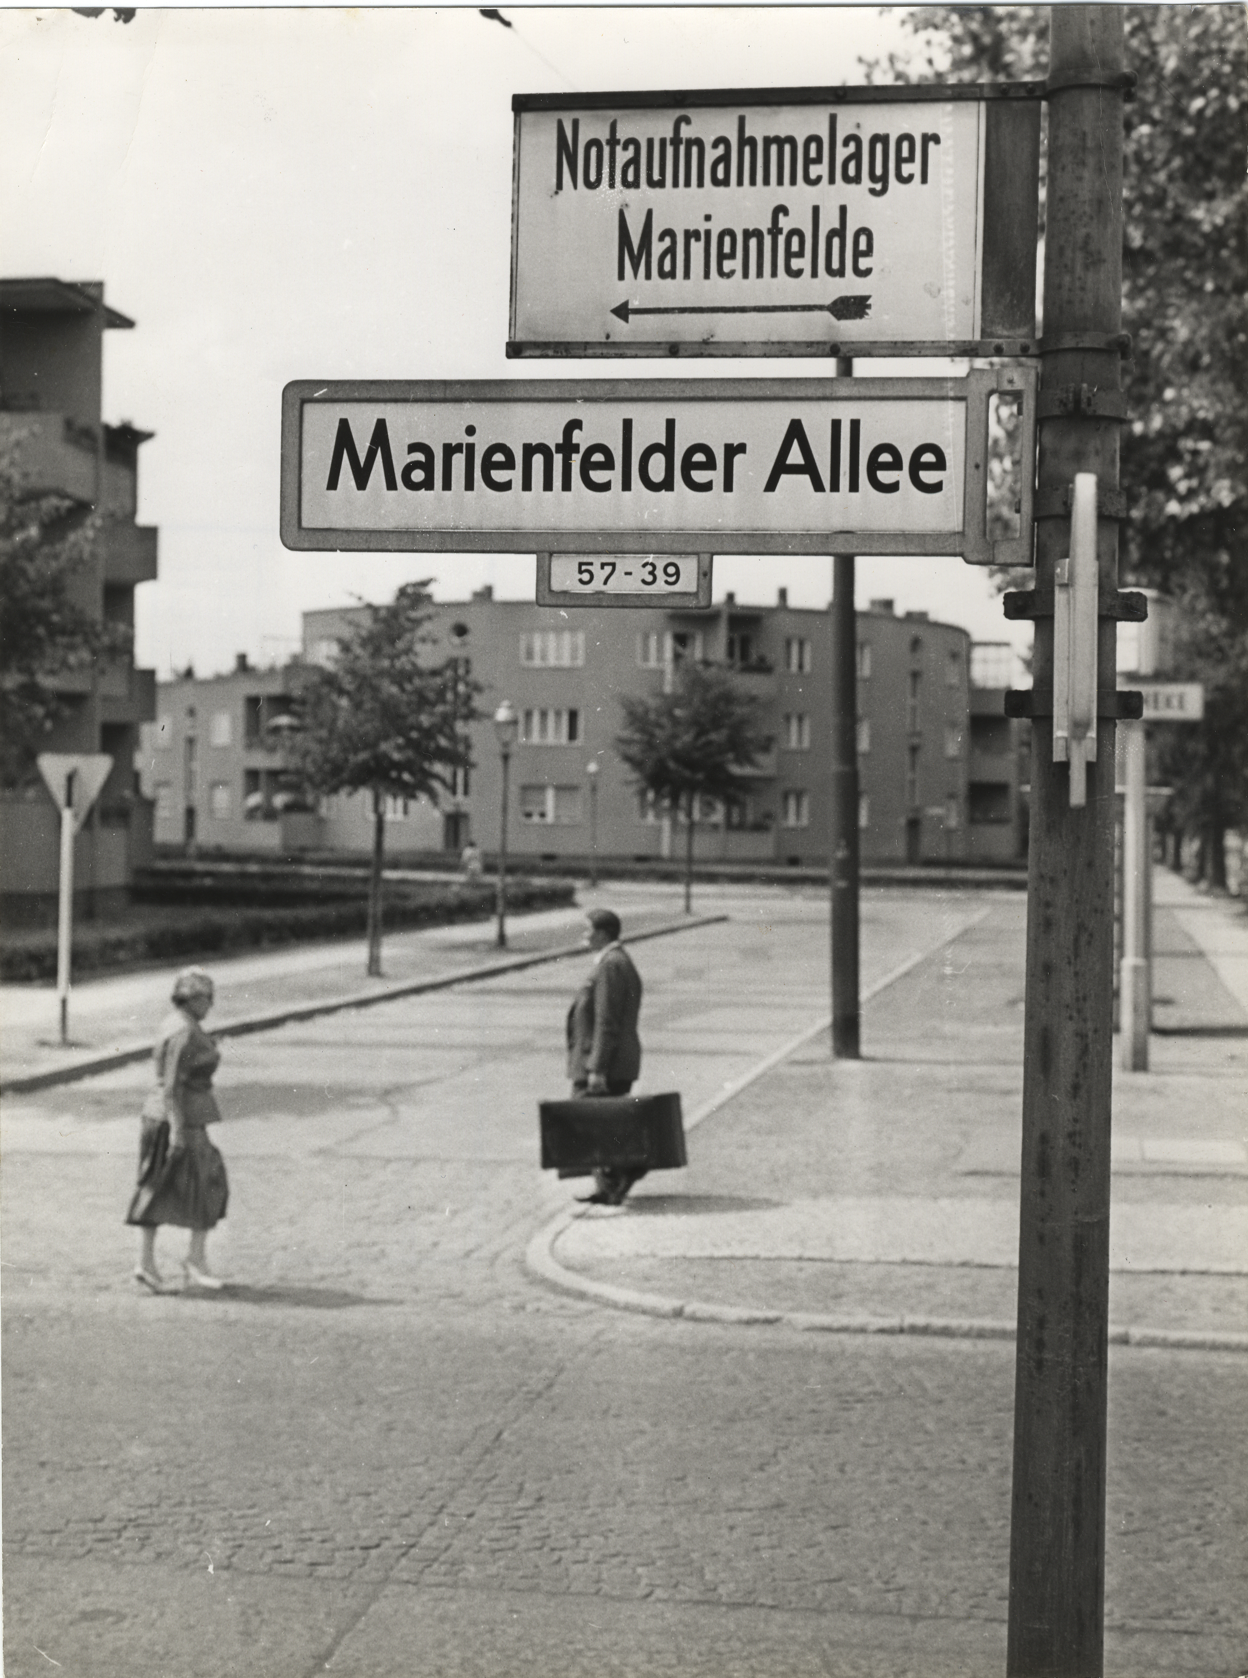 Notaufnahmelager
Marienfelde
Marienfelder Allee
57-39